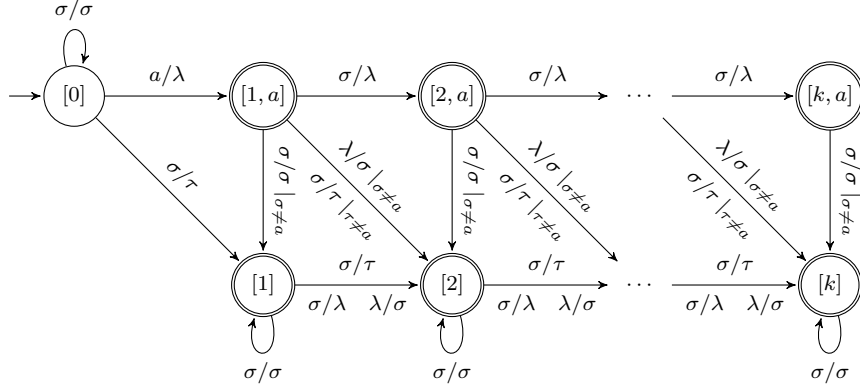 σ/σ
a/λ σ/λ σ/λ σ/λ
[0] [1, a] [2, a] ⋯ [k, a]
σ/τ σ/σ |σ≠a λ/σ |σ≠a σ/τ |τ≠a σ/σ |σ≠a λ/σ |σ≠a σ/τ |τ≠a λ/σ |σ≠a σ/τ |τ≠a σ/σ |σ≠a
σ/τ σ/τ σ/τ
[1] [2] ⋯ [k]
σ/λ λ/σ σ/λ λ/σ σ/λ λ/σ
σ/σ σ/σ σ/σ